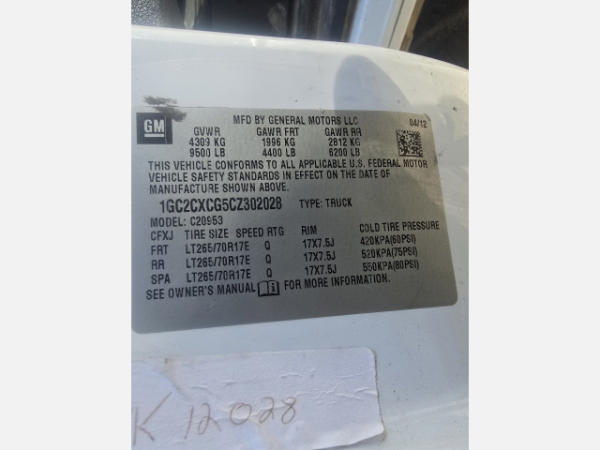 MFD BY GENERAL MOTORS LLC 04/12
GM GVWR GAWR FRT GAWR RR
4309 KG 1996 KG 2812 KG
9500 LB 4400 LB 6200 LB
THIS VEHICLE CONFORMS TO ALL APPLICABLE U.S. FEDERAL MOTOR
VEHICLE SAFETY STANDARDS IN EFFECT ON THE DATE OF
MANUFACTURE SHOWN ABOVE.
1GC2CXCG5CZ302028 TYPE: TRUCK
MODEL: C20953
CFXJ TIRE SIZE SPEED RTG RIM COLD TIRE PRESSURE
FRT LT265/70R17E Q 17X7.5J 420KPA(60PSI)
RR LT265/70R17E Q 17X7.5J 520KPA(75PSI)
SPA LT265/70R17E Q 17X7.5J 550KPA(80PSI)
SEE OWNER'S MANUAL i FOR MORE INFORMATION.
K 12028